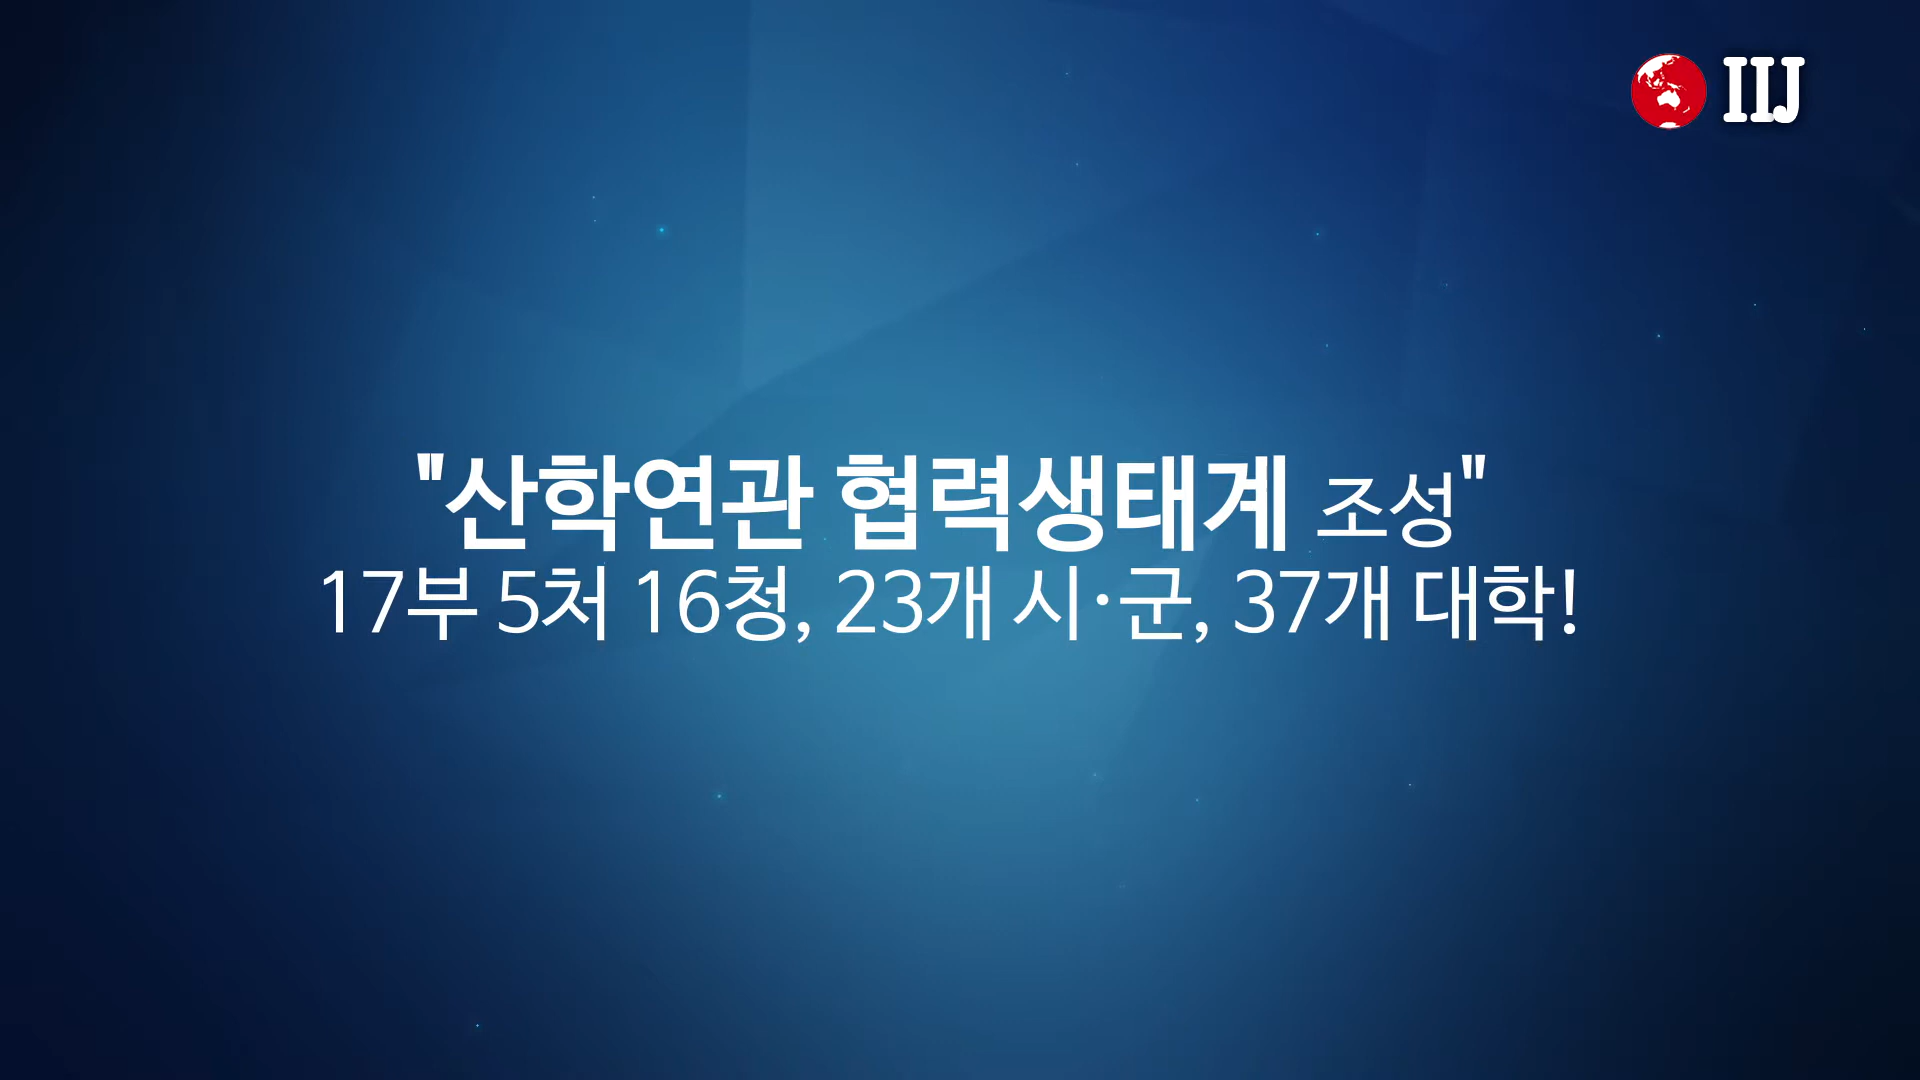 IIJ
"산학연관 협력생태계 조성"
17부 5처 16청, 23개 시·군, 37개 대학!